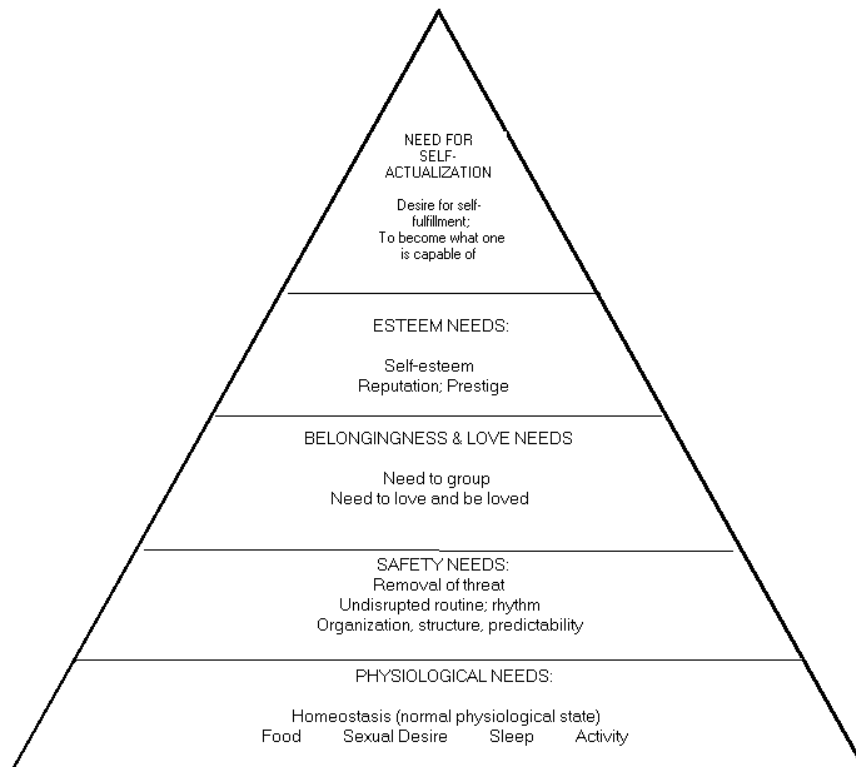 NEED FOR
SELF-
ACTUALIZATION
Desire for self-
fulfillment;
To become what one
is capable of
ESTEEM NEEDS:
Self-esteem
Reputation; Prestige
BELONGINGNESS & LOVE NEEDS
Need to group
Need to love and be loved
SAFETY NEEDS:
Removal of threat
Undisrupted routine; rhythm
Organization, structure, predictability
PHYSIOLOGICAL NEEDS:
Homeostasis (normal physiological state)
Food Sexual Desire Sleep Activity